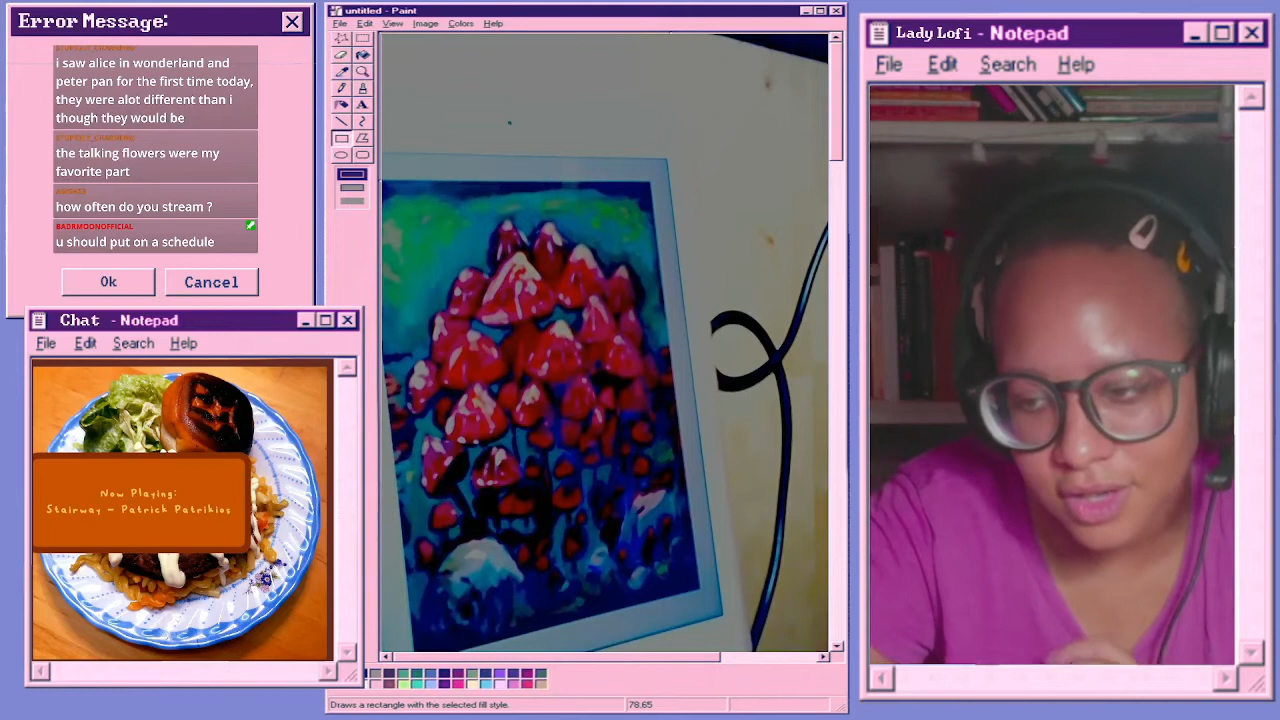 Error Message:
i saw alice in wonderland and
peter pan for the first time today,
they were alot different than i
though they would be
the talking flowers were my
favorite part
how often do you stream ?
BADRMOONOFFICIAL
u should put on a schedule
Ok
Cancel
Chat - Notepad
File Edit Search Help
Now Playing:
Stairway - Patrick Patrikios
untitled - Paint
File Edit View Image Colors Help
A
Draws a rectangle with the selected fill style.
78,65
Lady Lofi - Notepad
File Edit Search Help